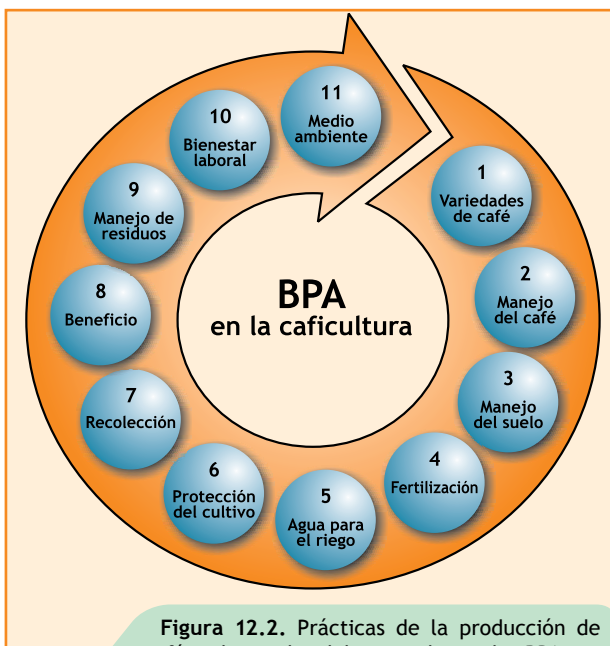 BPA
en la caficultura
1
Variedades
de café
2
Manejo
del café
3
Manejo
del suelo
4
Fertilización
5
Agua para
el riego
6
Protección
del cultivo
7
Recolección
8
Beneficio
9
Manejo de
residuos
10
Bienestar
laboral
11
Medio
ambiente
Figura 12.2. Prácticas de la producción de